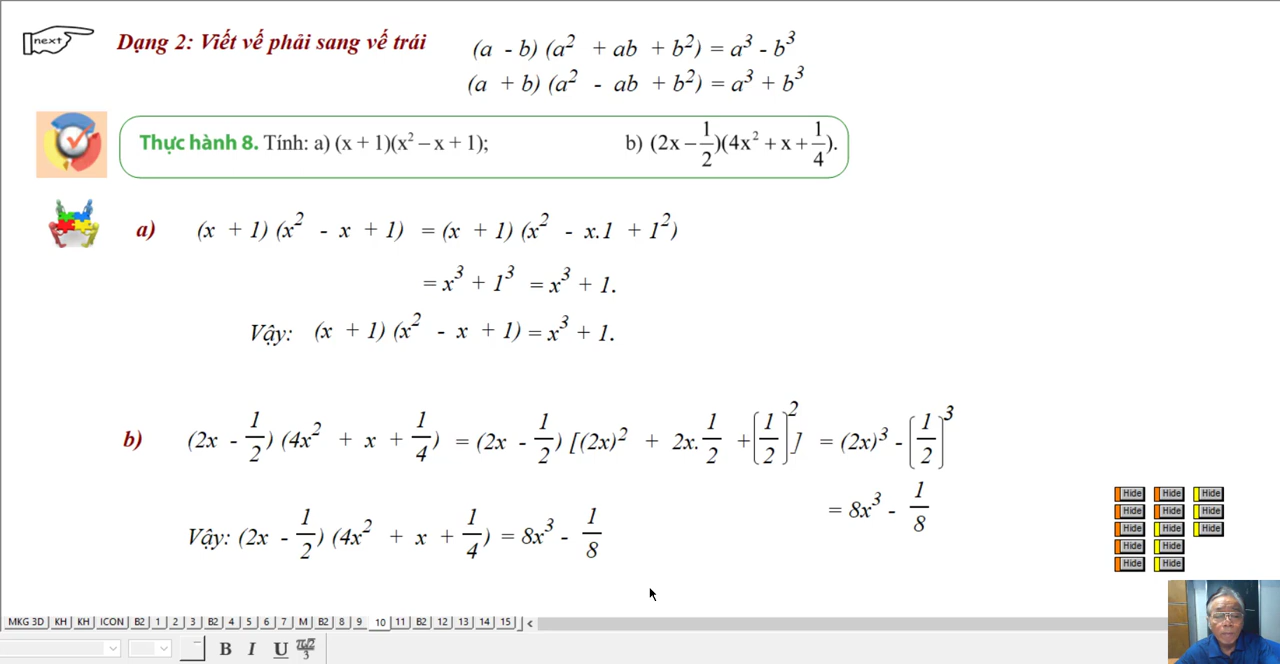 next
Dạng 2: Viết vế phải sang vế trái
(a - b) (a² + ab + b²) = a³ - b³
(a + b) (a² - ab + b²) = a³ + b³
Thực hành 8. Tính: a) (x + 1)(x² – x + 1); b) (2x – 1/2)(4x² + x + 1/4).
a) (x + 1) (x² - x + 1) = (x + 1) (x² - x.1 + 1²)
= x³ + 1³ = x³ + 1.
Vậy: (x + 1) (x² - x + 1) = x³ + 1.
b) (2x - 1/2) (4x² + x + 1/4) = (2x - 1/2) [(2x)² + 2x.1/2 + (1/2)²] = (2x)³ - (1/2)³
= 8x³ - 1/8
Vậy: (2x - 1/2) (4x² + x + 1/4) = 8x³ - 1/8
Hide Hide Hide
Hide Hide Hide
Hide Hide Hide
Hide Hide
Hide Hide
MKG 3D KH KH ICON B2 1 2 3 B2 4 5 6 7 M B2 8 9 10 11 B2 12 13 14 15 <
B I U